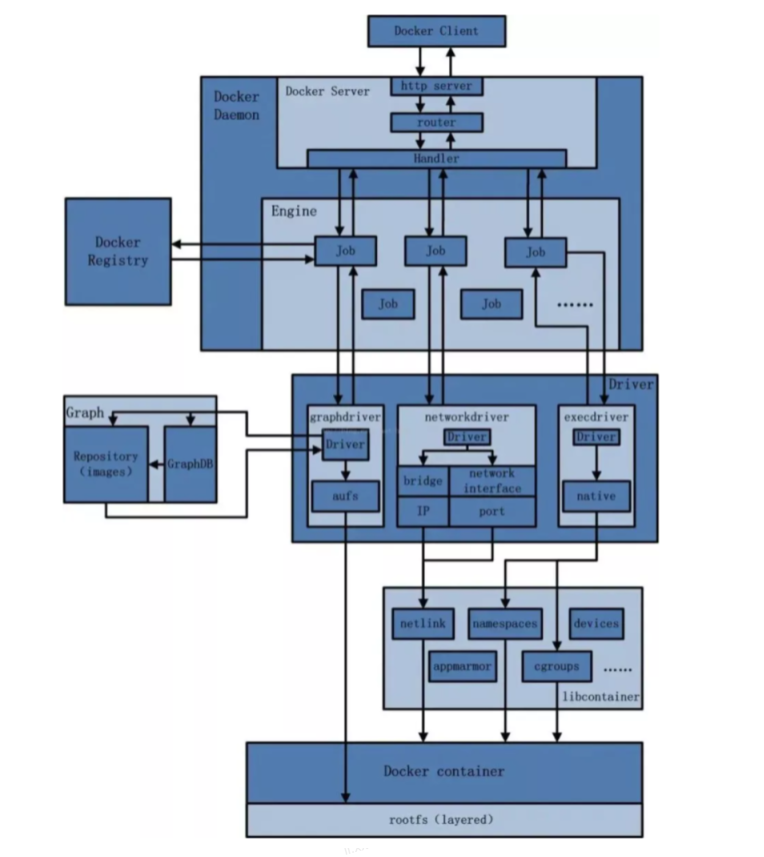 Docker Client
Docker
Daemon
Docker Server
http server
router
Handler
Engine
Docker
Registry
Job
Job
Job
Job
Job
······
Driver
Graph
Repository
(images)
GraphDB
graphdriver
Driver
aufs
networkdriver
Driver
bridge
network
interface
IP
port
execdriver
Driver
native
netlink
namespaces
devices
appmarmor
cgroups
······
libcontainer
Docker container
rootfs (layered)